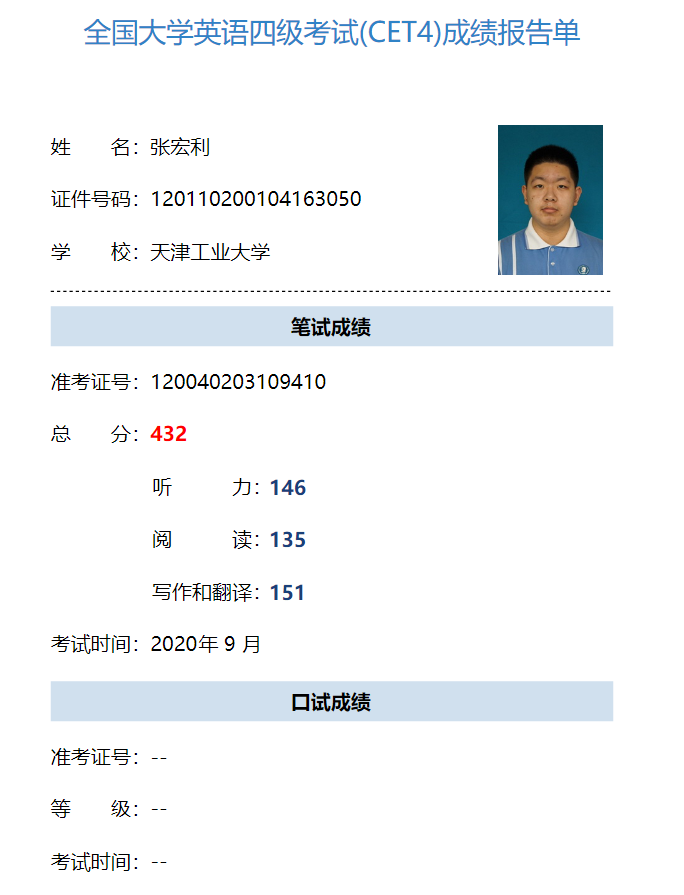 全国大学英语四级考试(CET4)成绩报告单
姓 名：张宏利
证件号码：120110200104163050
学 校：天津工业大学
笔试成绩
准考证号：120040203109410
总 分：432
听 力：146
阅 读：135
写作和翻译：151
考试时间：2020年 9 月
口试成绩
准考证号：--
等 级：--
考试时间：--